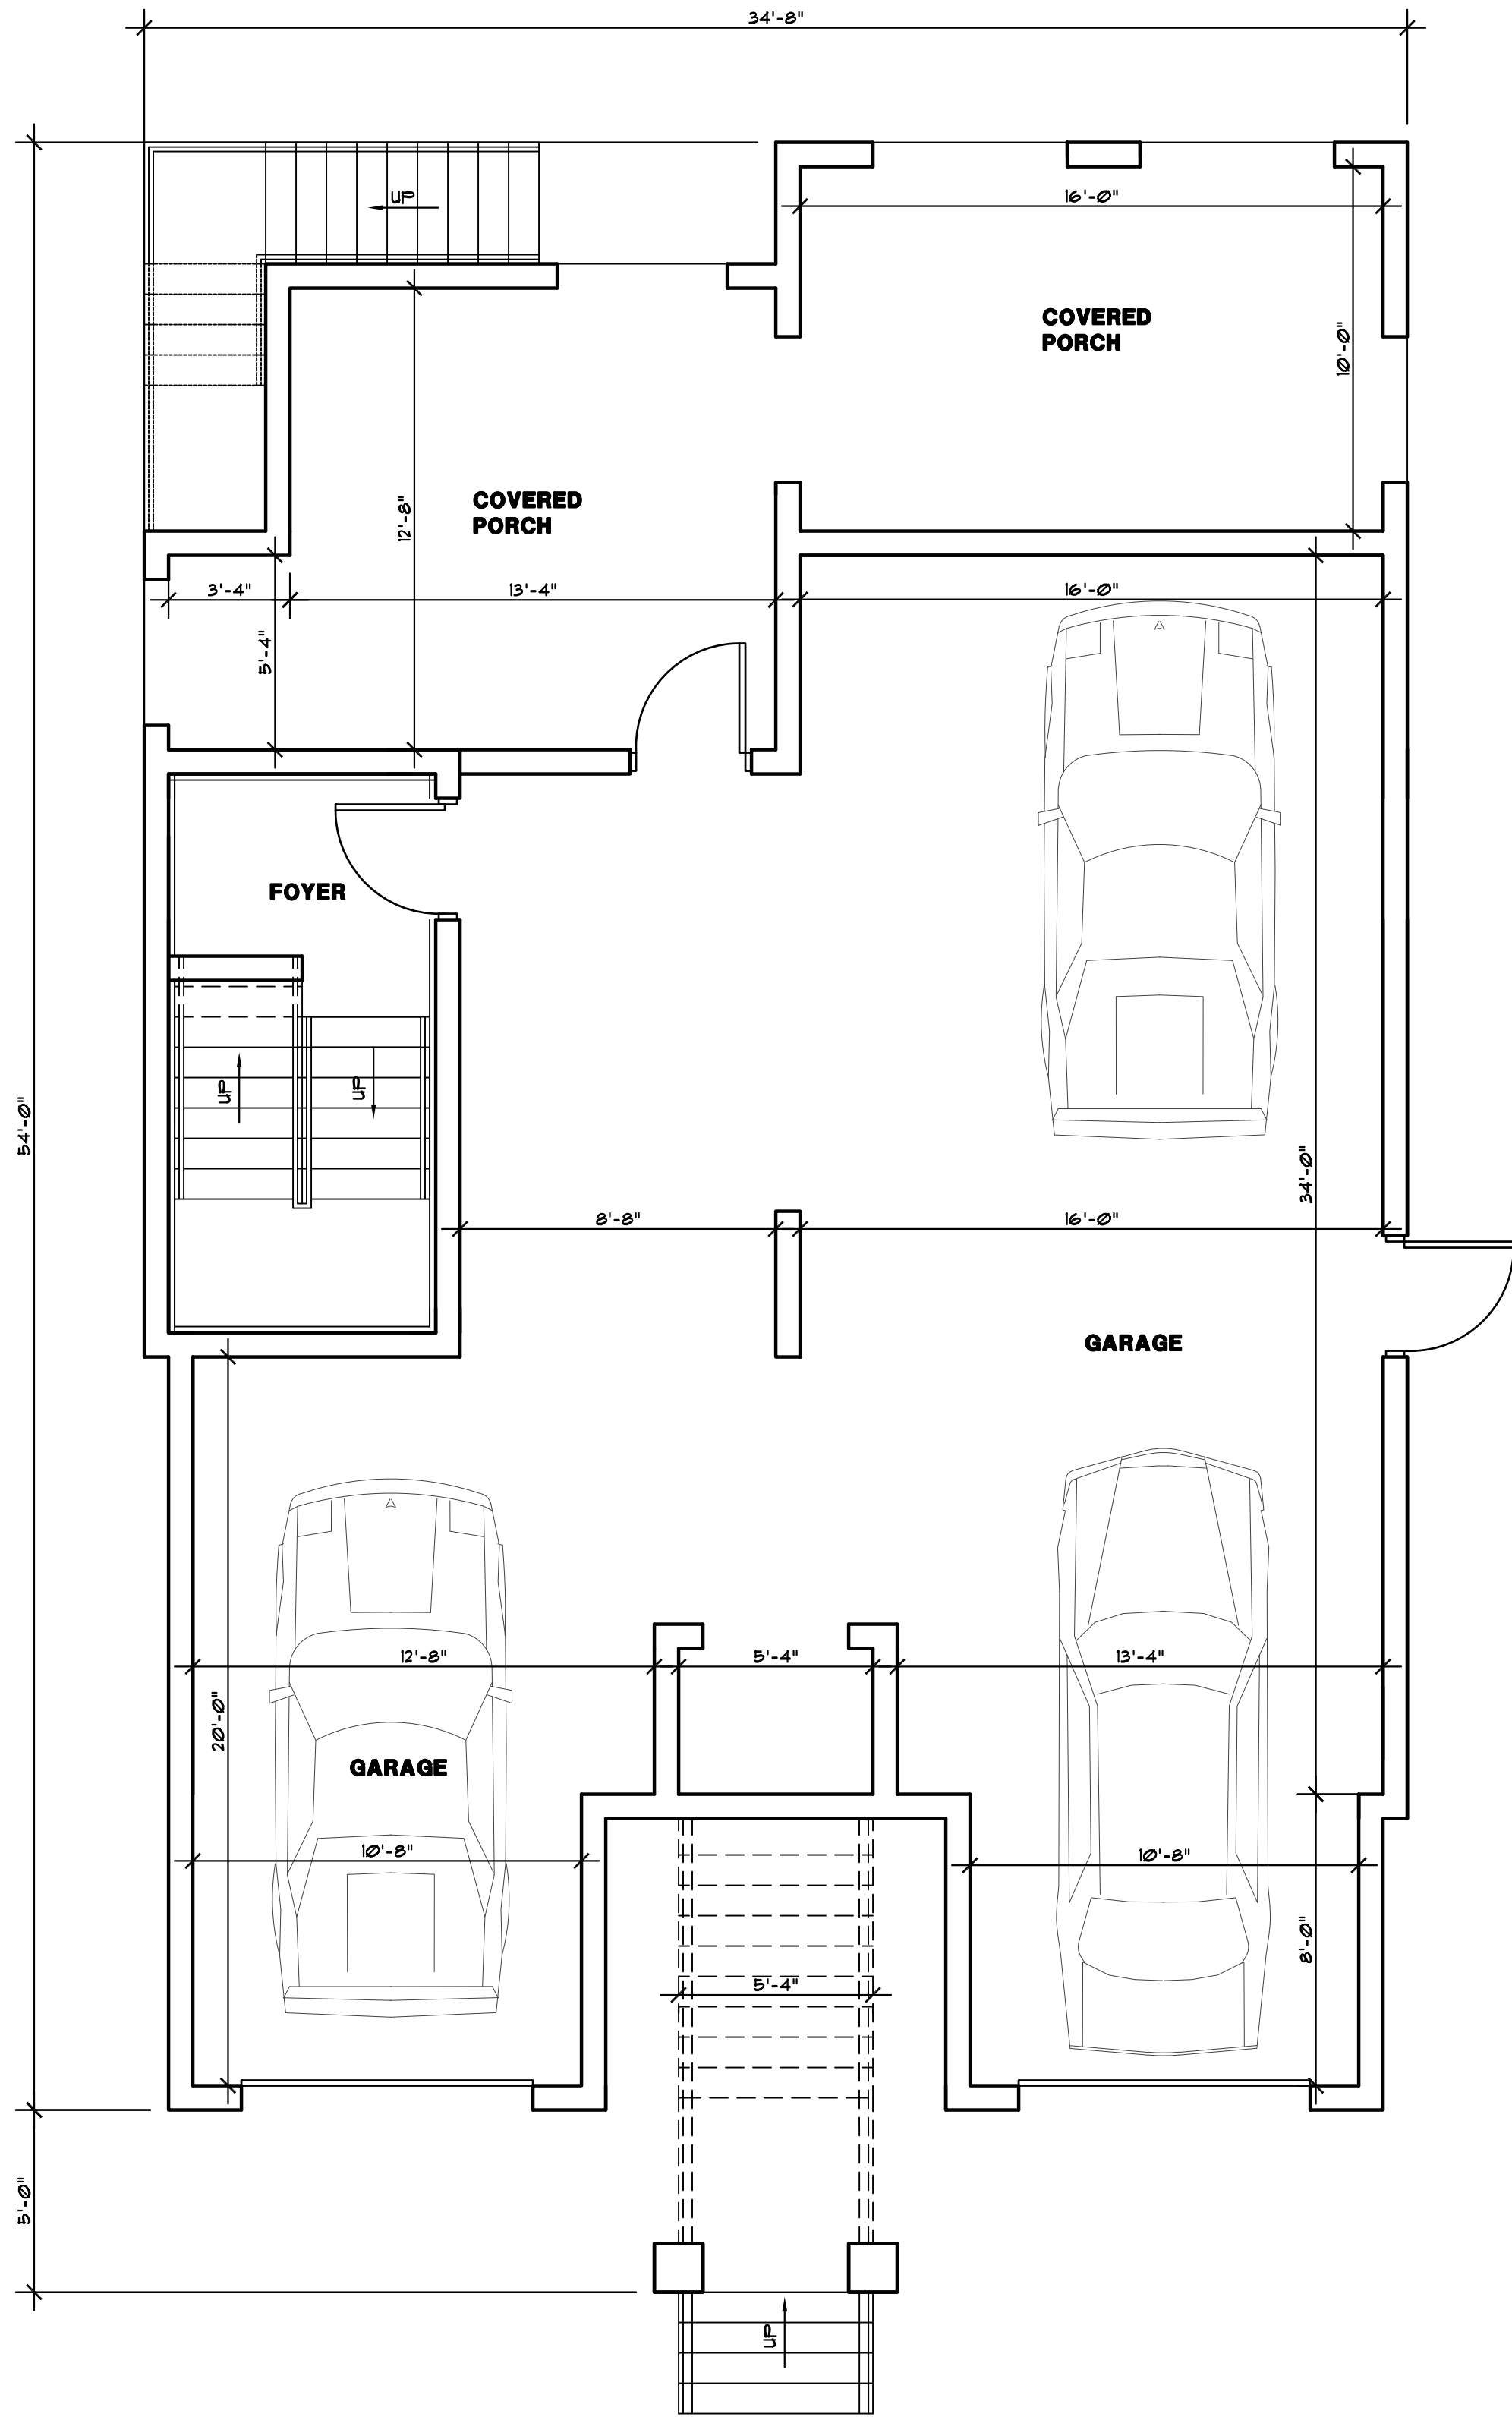 34'-8"
UP
16'-0"
COVERED
PORCH
10'-0"
COVERED
PORCH
12'-8"
3'-4"
13'-4"
16'-0"
5'-4"
FOYER
UP
UP
54'-0"
34'-0"
8'-8"
16'-0"
GARAGE
12'-8"
5'-4"
13'-4"
20'-0"
GARAGE
10'-8"
10'-8"
8'-0"
5'-4"
5'-0"
UP